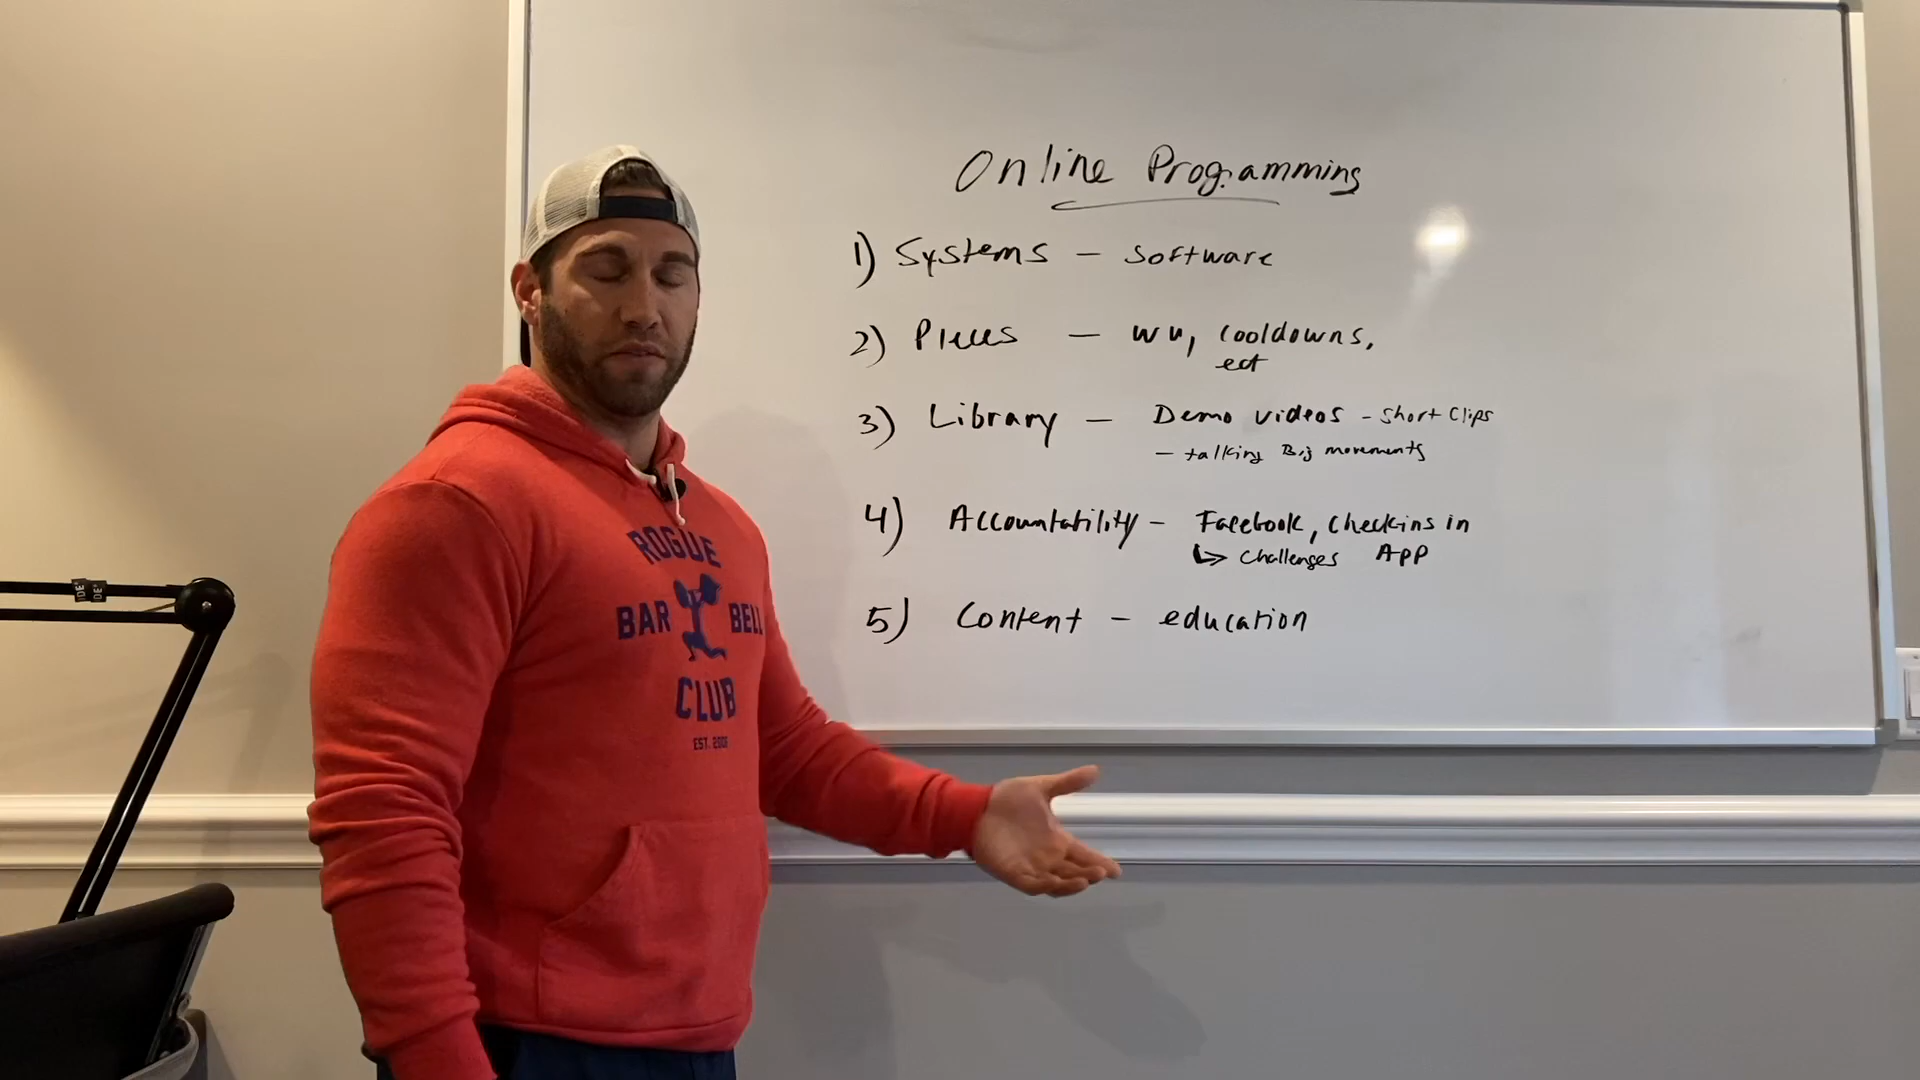 Online Programming
1) Systems - software
2) Pieces - wu, cooldowns,
ect
3) Library - Demo videos - short clips
- talking Big movements
4) Accountability - Facebook, checkins in
↳ challenges APP
5) Content - education
ROGUE
BAR BELL
CLUB
EST. 2006